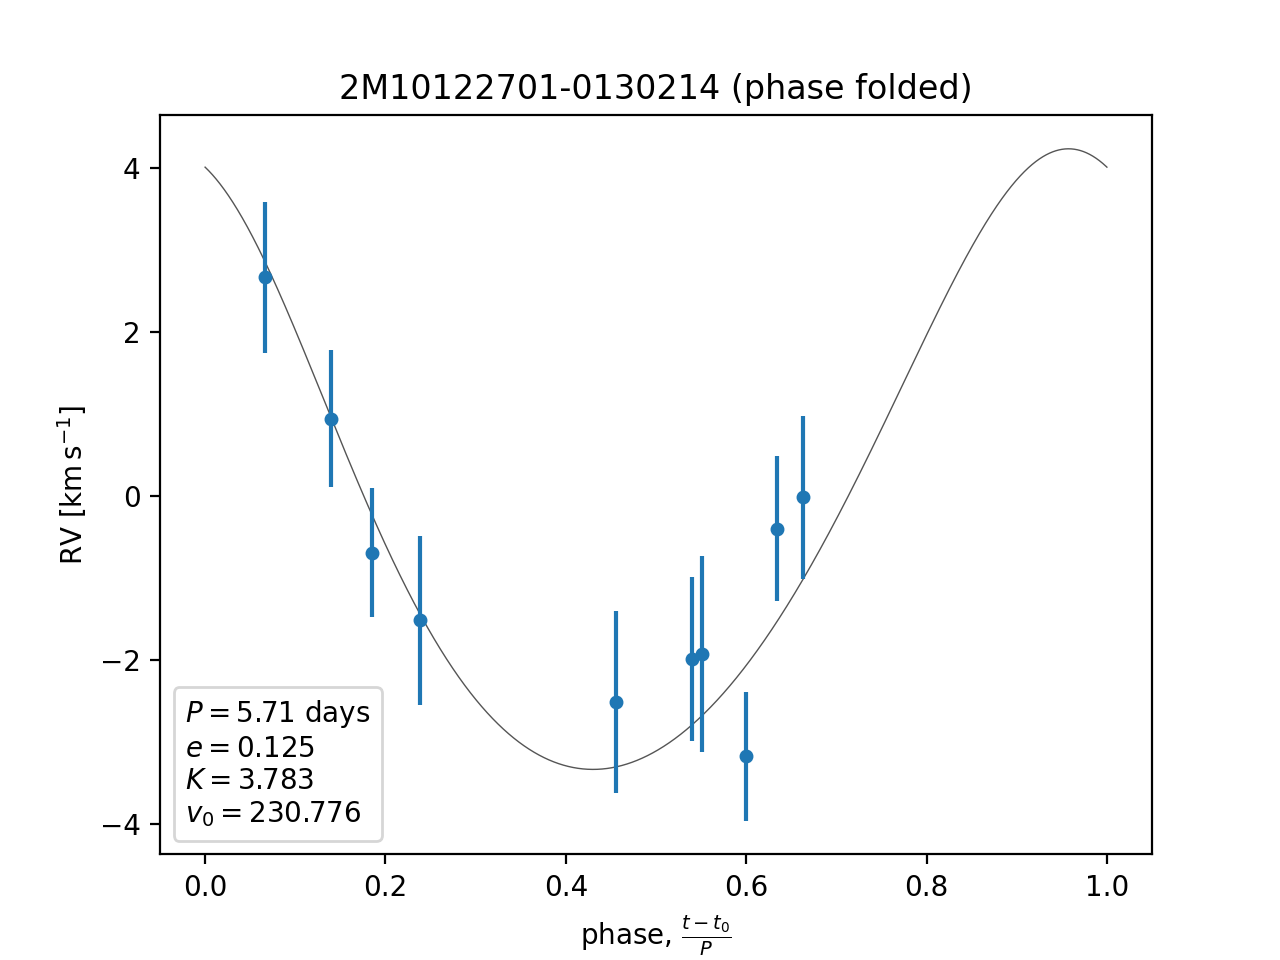 2M10122701-0130214 (phase folded)
4
2
0
−2
−4
RV [km s⁻¹]
P = 5.71 days
e = 0.125
K = 3.783
v₀ = 230.776
0.0 0.2 0.4 0.6 0.8 1.0
phase, (t − t₀)/P